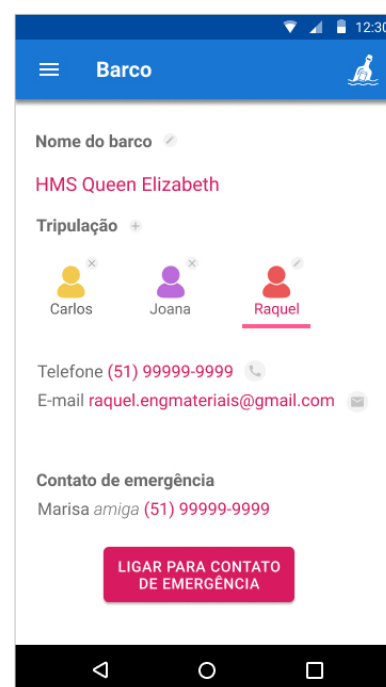 12:30
Barco
Nome do barco
HMS Queen Elizabeth
Tripulação
Carlos Joana Raquel
Telefone (51) 99999-9999
E-mail raquel.engmateriais@gmail.com
Contato de emergência
Marisa amiga (51) 99999-9999
LIGAR PARA CONTATO
DE EMERGÊNCIA